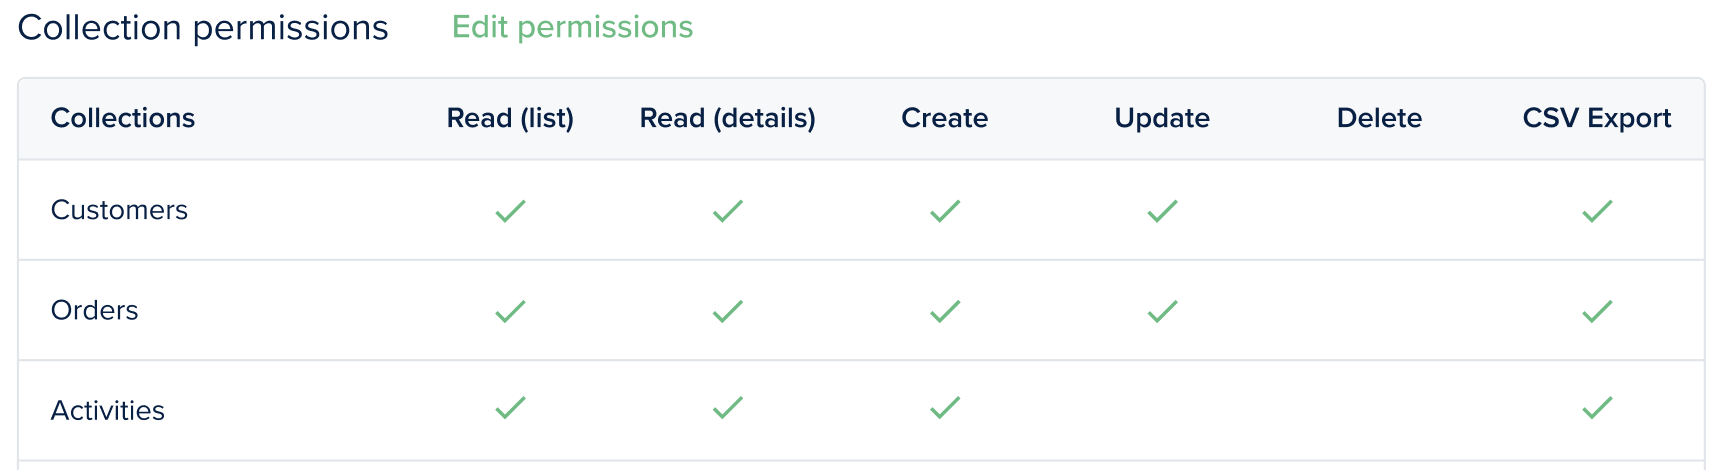 Collection permissions Edit permissions
Collections Read (list) Read (details) Create Update Delete CSV Export
Customers
Orders
Activities